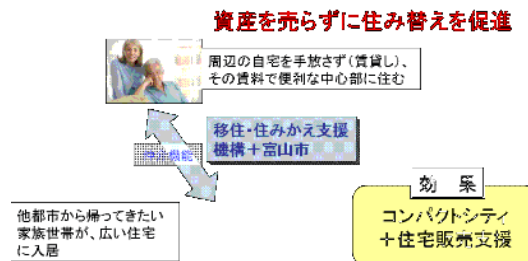 資産を売らずに住み替えを促進
周辺の自宅を手放さず(賃貸し)、
その賃料で便利な中心部に住む
移住・住みかえ支援
機構+富山市
機能
効　果
他都市から帰ってきたい
家族世帯が、広い住宅
に入居
コンパクトシティ
+住宅販売支援